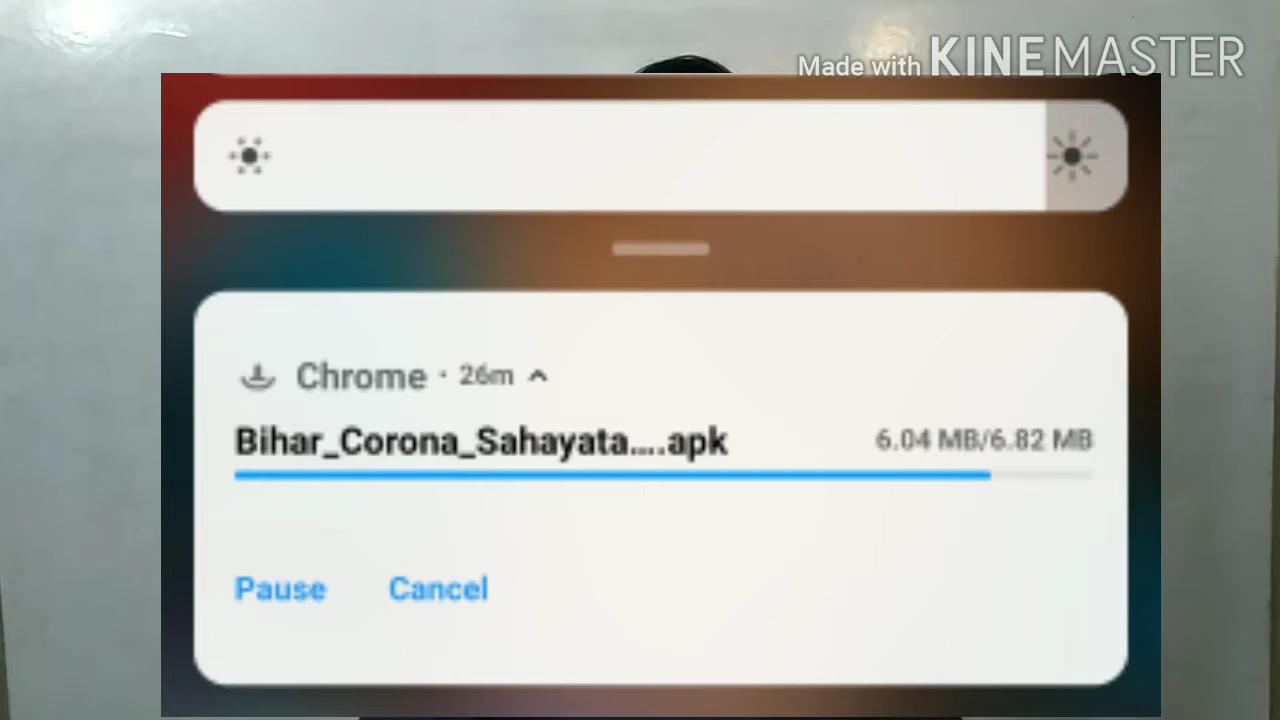 Made with KINEMASTER
Chrome · 26m
Bihar_Corona_Sahayata....apk 6.04 MB/6.82 MB
Pause Cancel